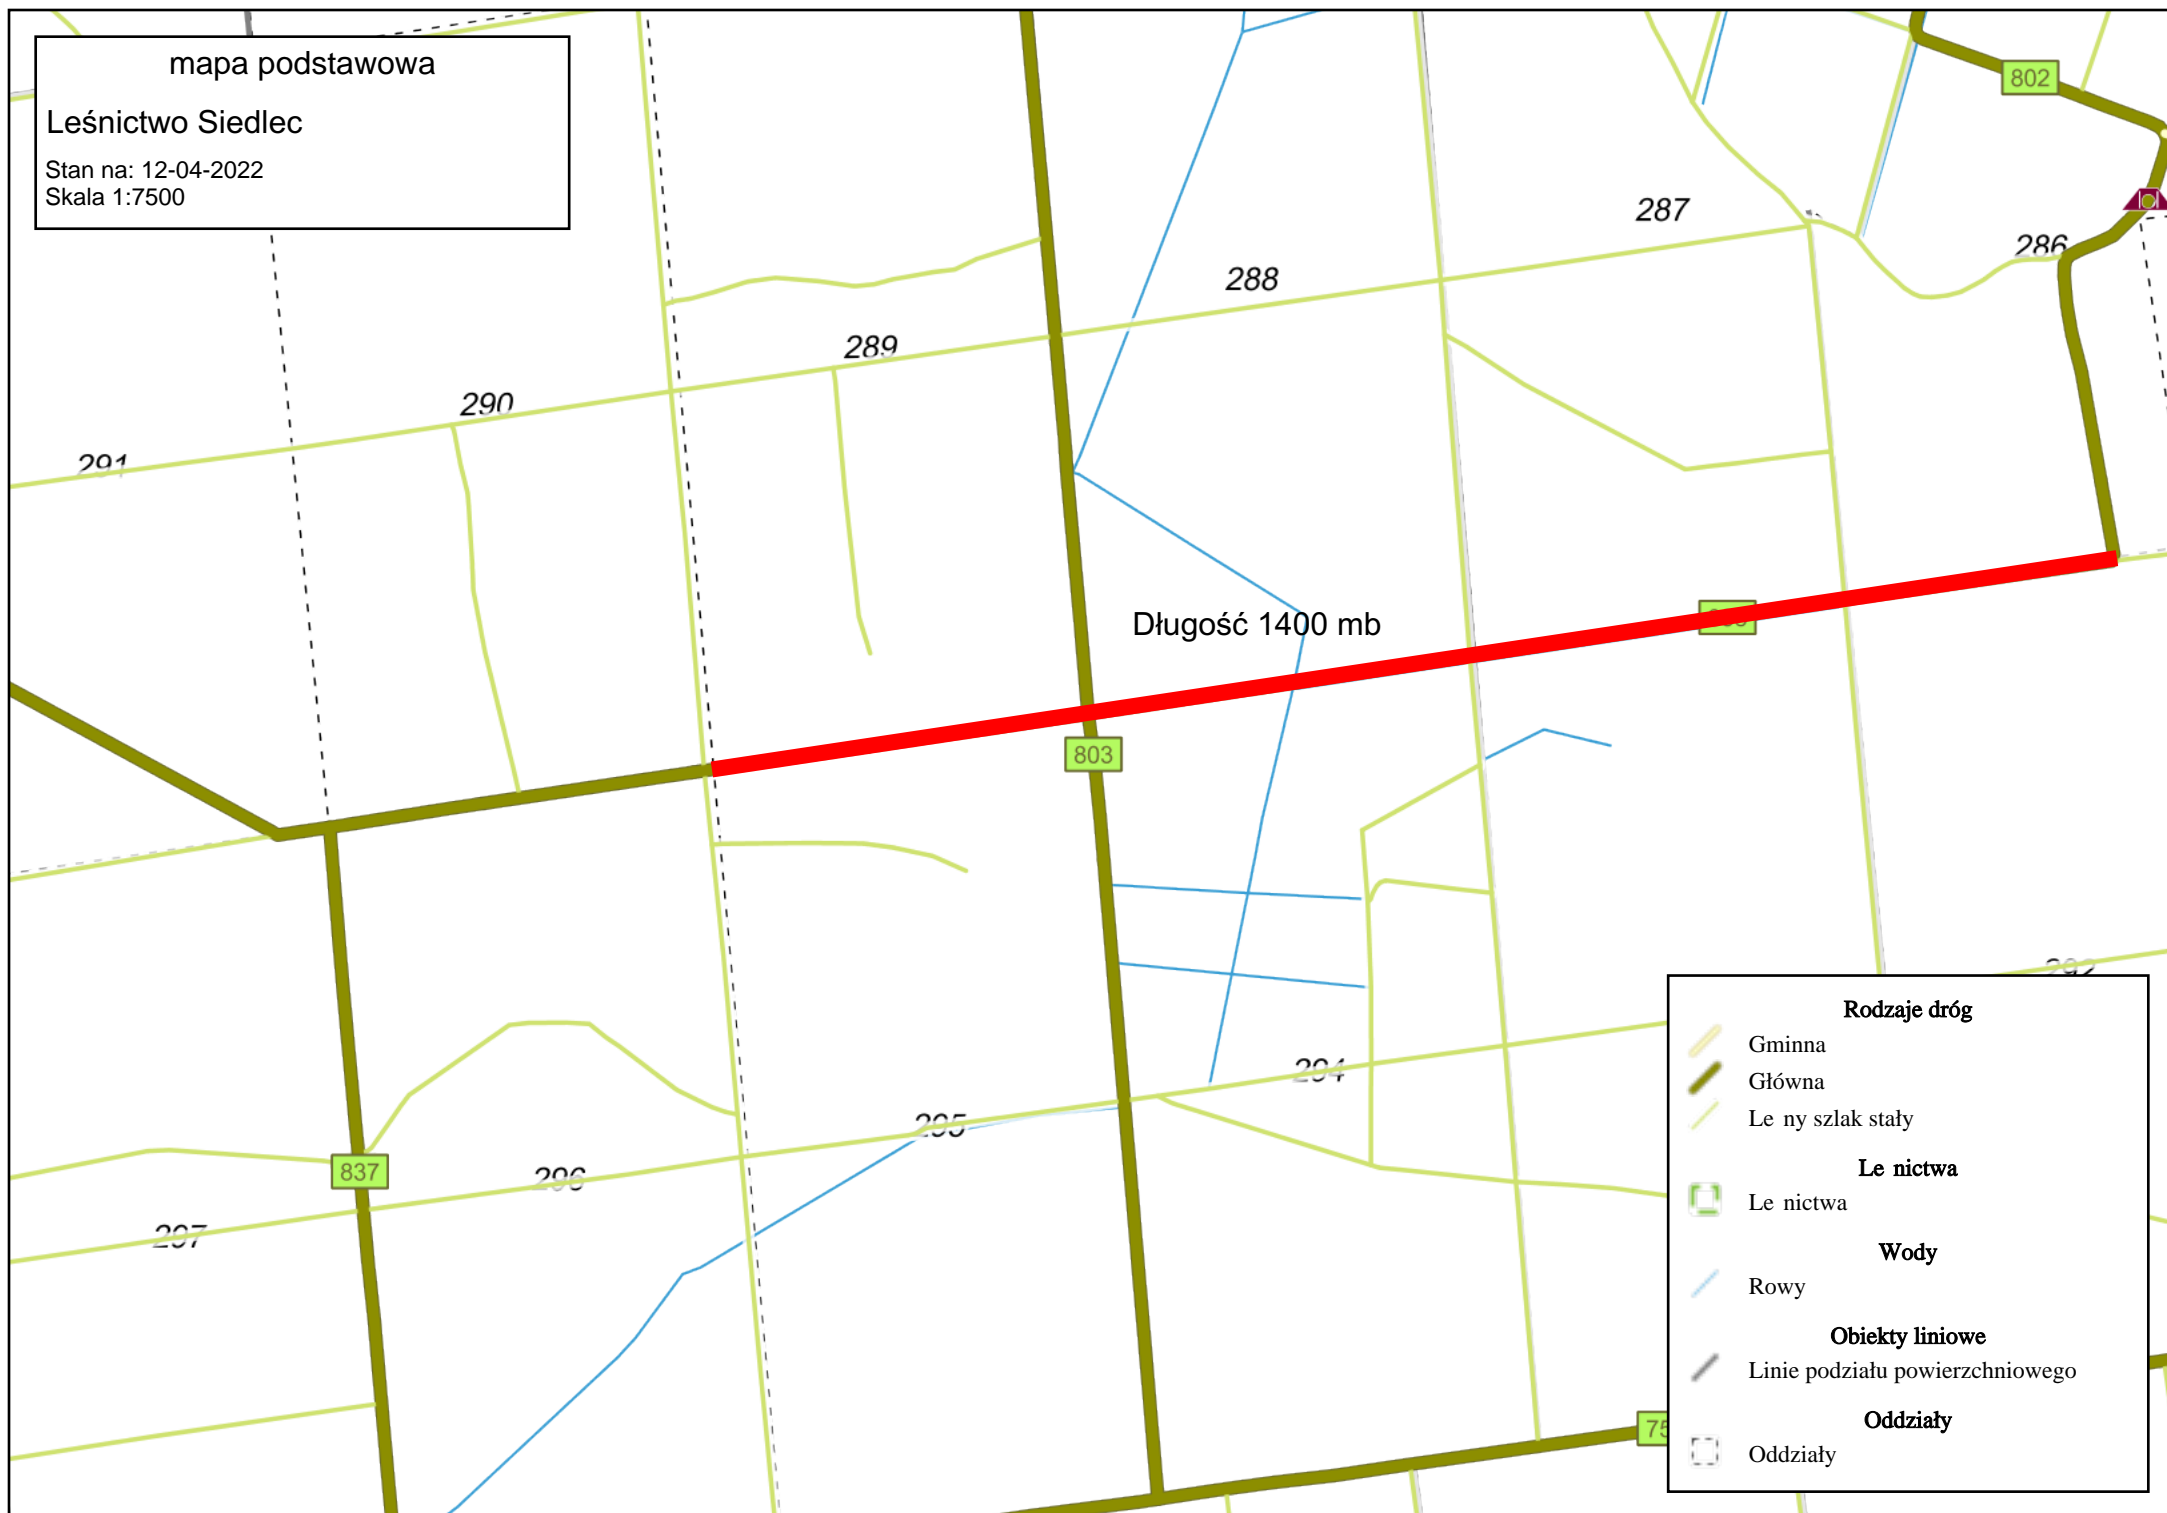 mapa podstawowa
Leśnictwo Siedlec
Stan na: 12-04-2022
Skala 1:7500
802
287
286
288
289
290
291
Długość 1400 mb
803
292
294
295
837
296
297
75
Rodzaje dróg
Gminna
Główna
Le ny szlak stały
Le nictwa
Le nictwa
Wody
Rowy
Obiekty liniowe
Linie podziału powierzchniowego
Oddziały
Oddziały